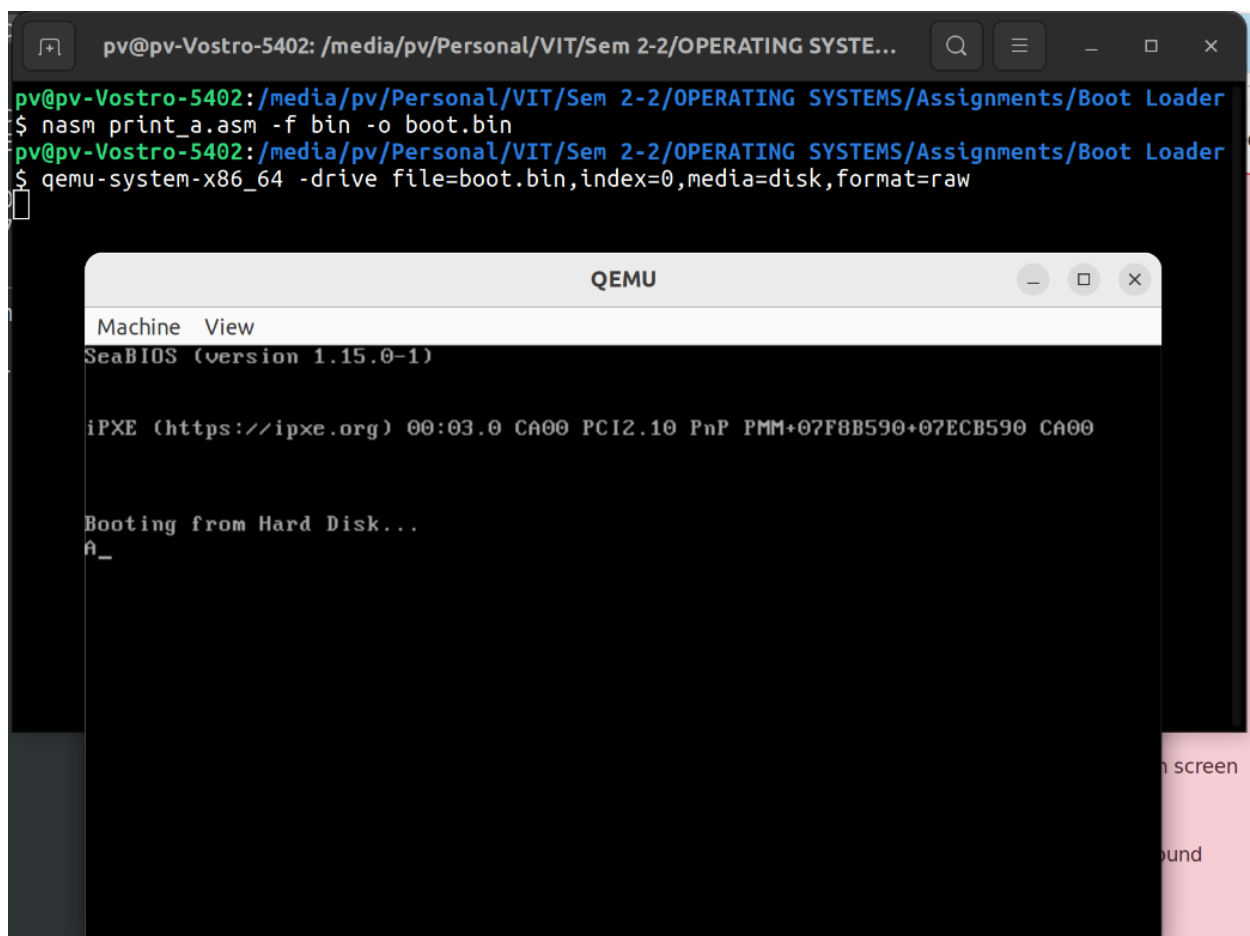 pv@pv-Vostro-5402: /media/pv/Personal/VIT/Sem 2-2/OPERATING SYSTE...
pv@pv-Vostro-5402:/media/pv/Personal/VIT/Sem 2-2/OPERATING SYSTEMS/Assignments/Boot Loader
$ nasm print_a.asm -f bin -o boot.bin
pv@pv-Vostro-5402:/media/pv/Personal/VIT/Sem 2-2/OPERATING SYSTEMS/Assignments/Boot Loader
$ qemu-system-x86_64 -drive file=boot.bin,index=0,media=disk,format=raw
QEMU
Machine View
SeaBIOS (version 1.15.0-1)
iPXE (https://ipxe.org) 00:03.0 CA00 PCI2.10 PnP PMM+07F8B590+07ECB590 CA00
Booting from Hard Disk...
A_
screen